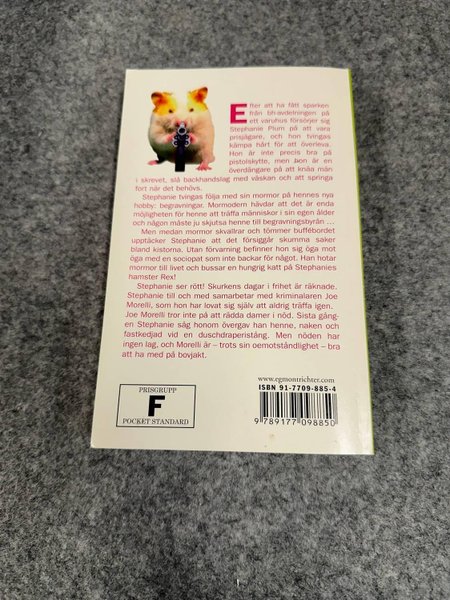 Efter att ha fått sparken
från bh-avdelningen på
ett varuhus försörjer sig
Stephanie Plum på att vara
prisjägare, och hon tvingas
kämpa hårt för att överleva.
Hon är inte precis bra på
pistolskytte, men hon är en
överdängare på att knäa män
i skrevet, slå backhandslag med väskan och att springa
fort när det behövs.
Stephanie tvingas följa med sin mormor på hennes nya
hobby: begravningar. Mormodern hävdar att det är enda
möjligheten för henne att träffa människor i sin egen ålder
och någon måste ju skjutsa henne till begravningsbyrån ...
Men medan mormor skvallrar och tömmer buffébordet
upptäcker Stephanie att det försiggår skumma saker
bland kistorna. Utan förvarning befinner hon sig öga mot
öga med en sociopat som inte backar för något. Han hotar
mormor till livet och bussar en hungrig katt på Stephanies
hamster Rex!
Stephanie ser rött! Skurkens dagar i frihet är räknade.
Stephanie till och med samarbetar med kriminalaren Joe
Morelli, som hon har lovat sig själv att aldrig träffa igen.
Joe Morelli tror inte på att rädda damer i nöd. Sista gån-
gen Stephanie såg honom övergav han henne, naken och
fastkedjad vid en duschdraperistång. Men nöden har
ingen lag, och Morelli är – trots sin oemotståndlighet – bra
att ha med på bovjakt.
PRISGRUPP
F
POCKET STANDARD
www.egmontrichter.com
ISBN 91-7709-885-4
9 789177 098850